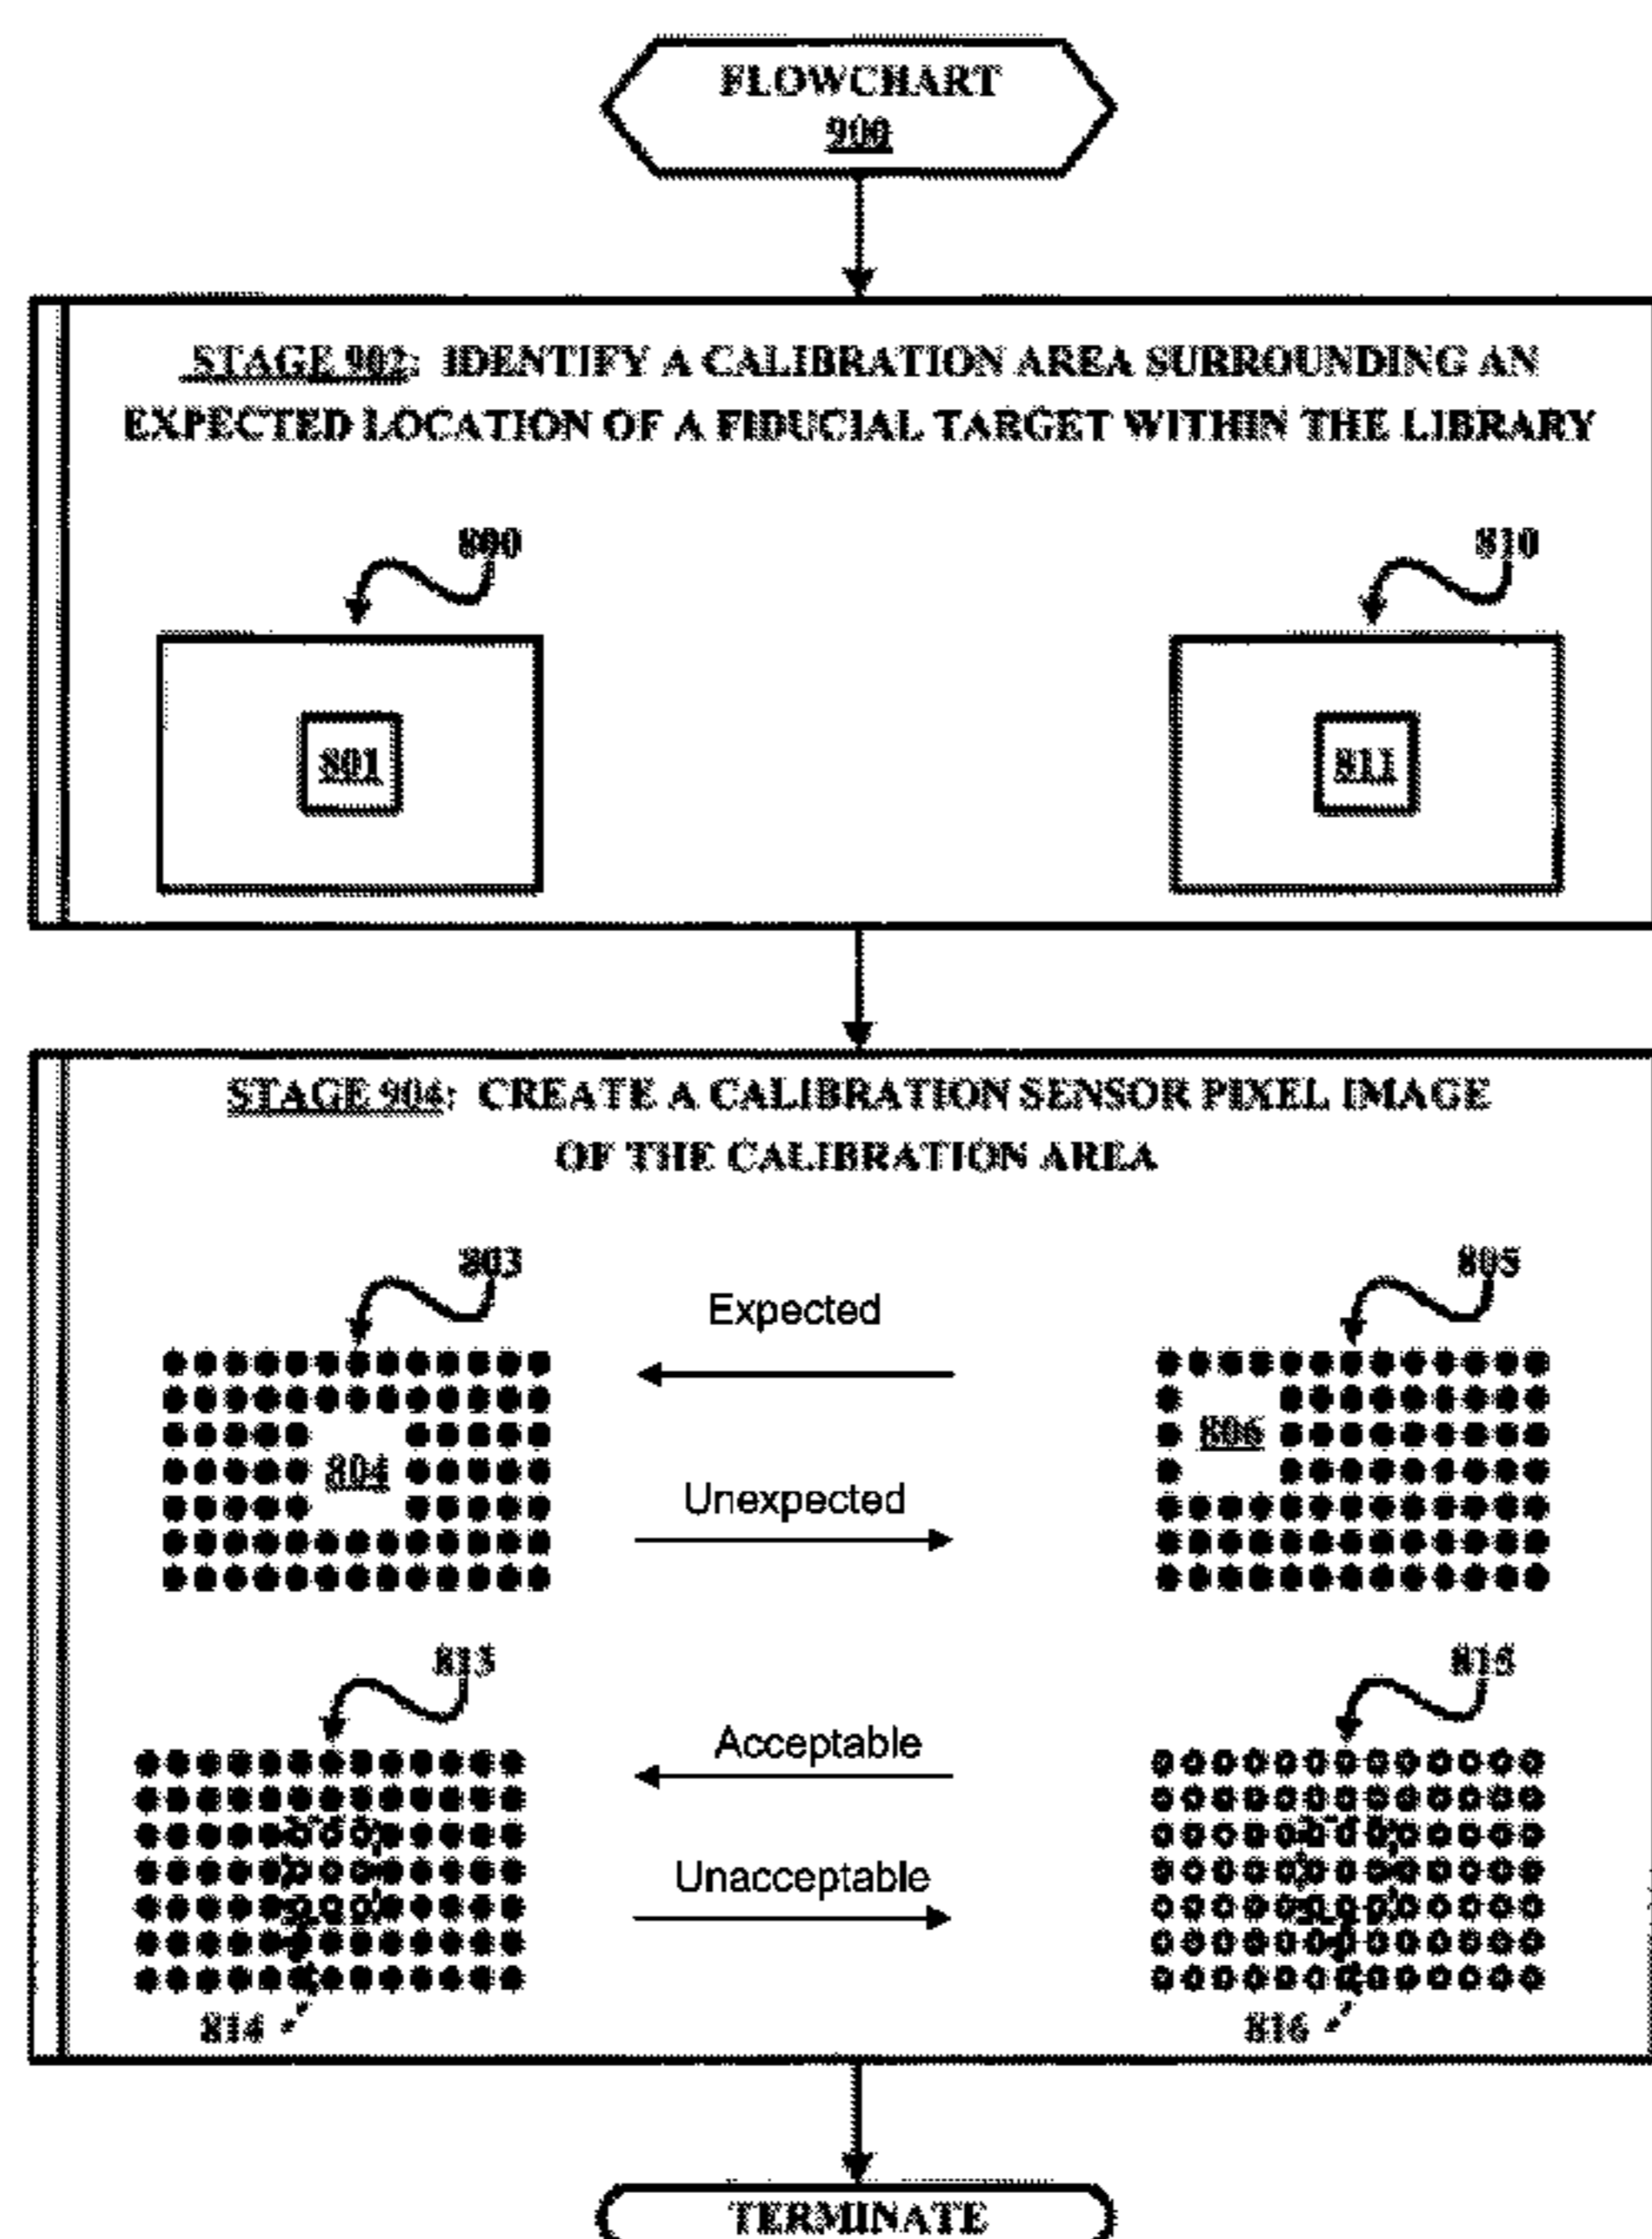 FLOWCHART
900
STAGE 902: IDENTIFY A CALIBRATION AREA SURROUNDING AN
EXPECTED LOCATION OF A FIDUCIAL TARGET WITHIN THE LIBRARY
800
810
801
811
STAGE 904: CREATE A CALIBRATION SENSOR PIXEL IMAGE
OF THE CALIBRATION AREA
803
805
Expected
804
806
Unexpected
813
815
Acceptable
Unacceptable
814
816
TERMINATE